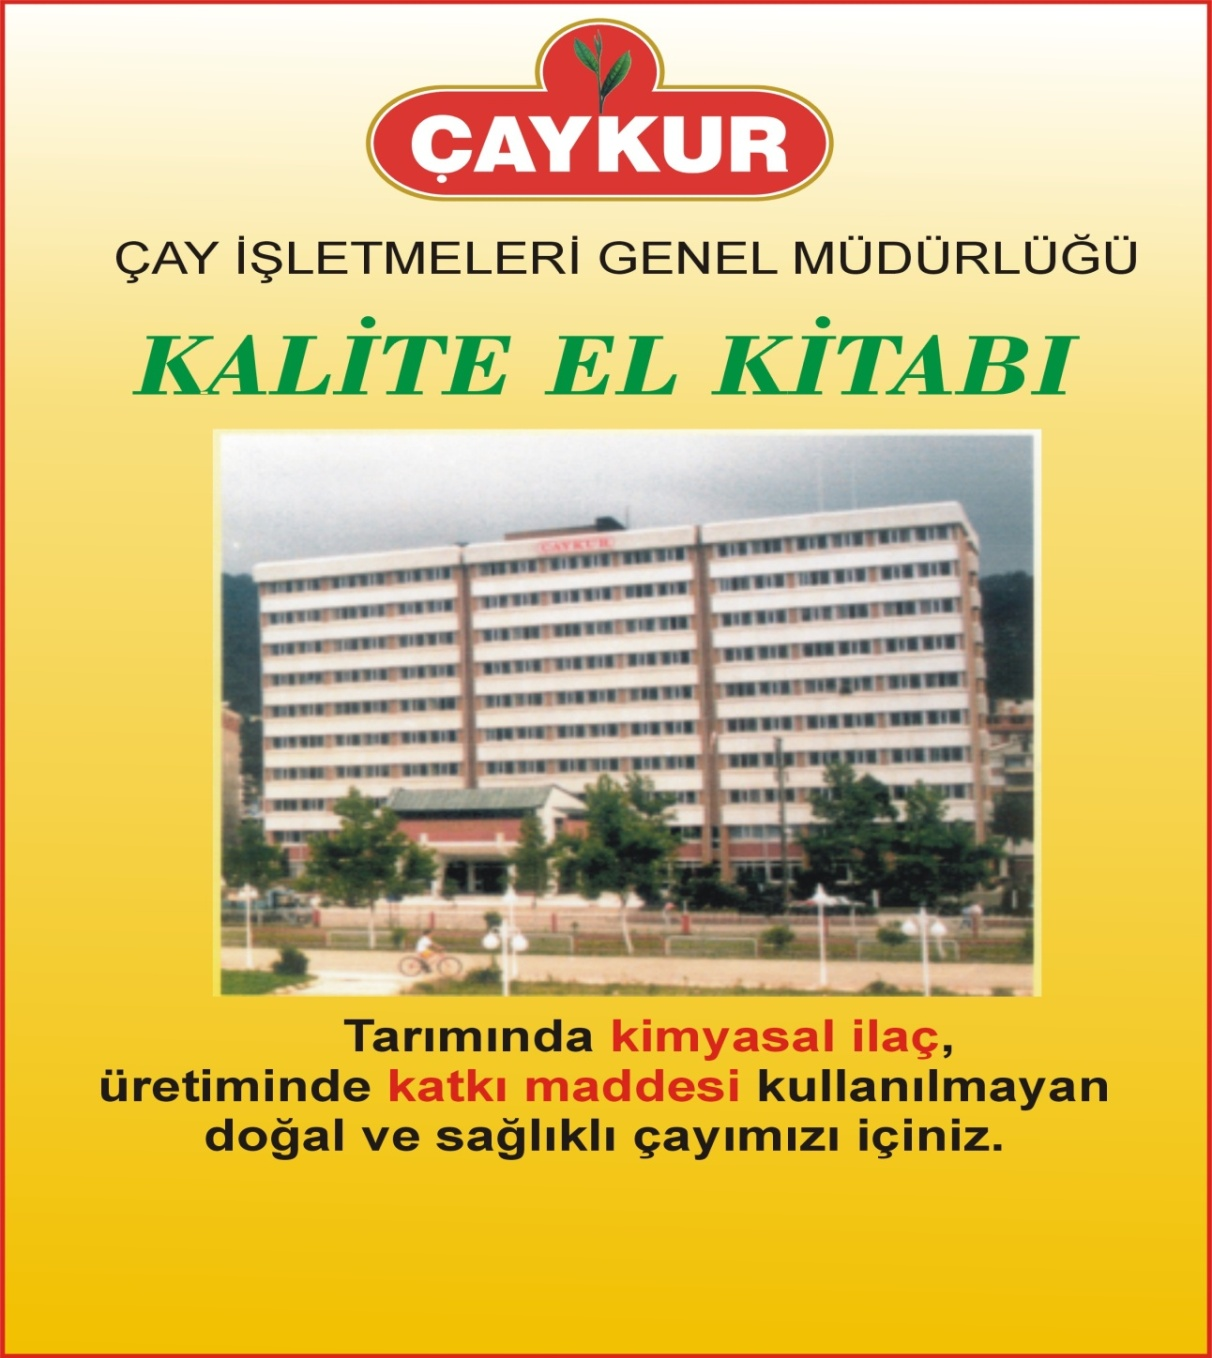 ÇAYKUR
ÇAY İŞLETMELERİ GENEL MÜDÜRLÜĞÜ
KALİTE EL KİTABI
ÇAYKUR
Tarımında kimyasal ilaç,
üretiminde katkı maddesi kullanılmayan
doğal ve sağlıklı çayımızı içiniz.